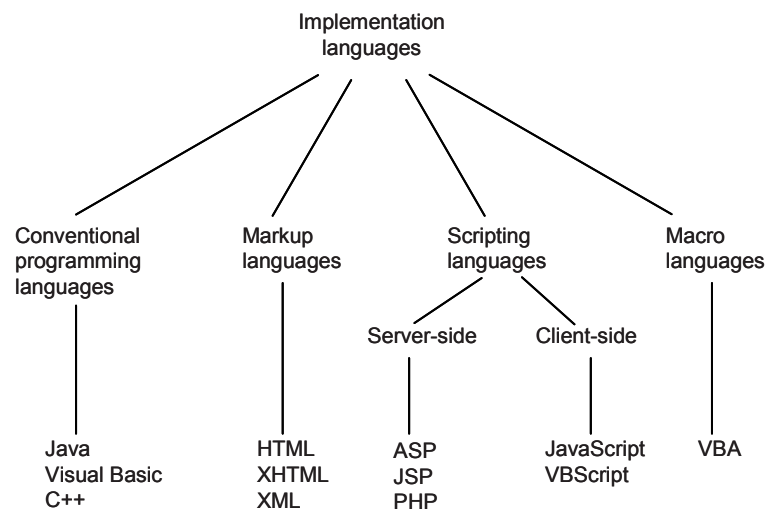 Implementation
languages
Conventional
programming
languages
Markup
languages
Scripting
languages
Macro
languages
Server-side
Client-side
Java
Visual Basic
C++
HTML
XHTML
XML
ASP
JSP
PHP
JavaScript
VBScript
VBA